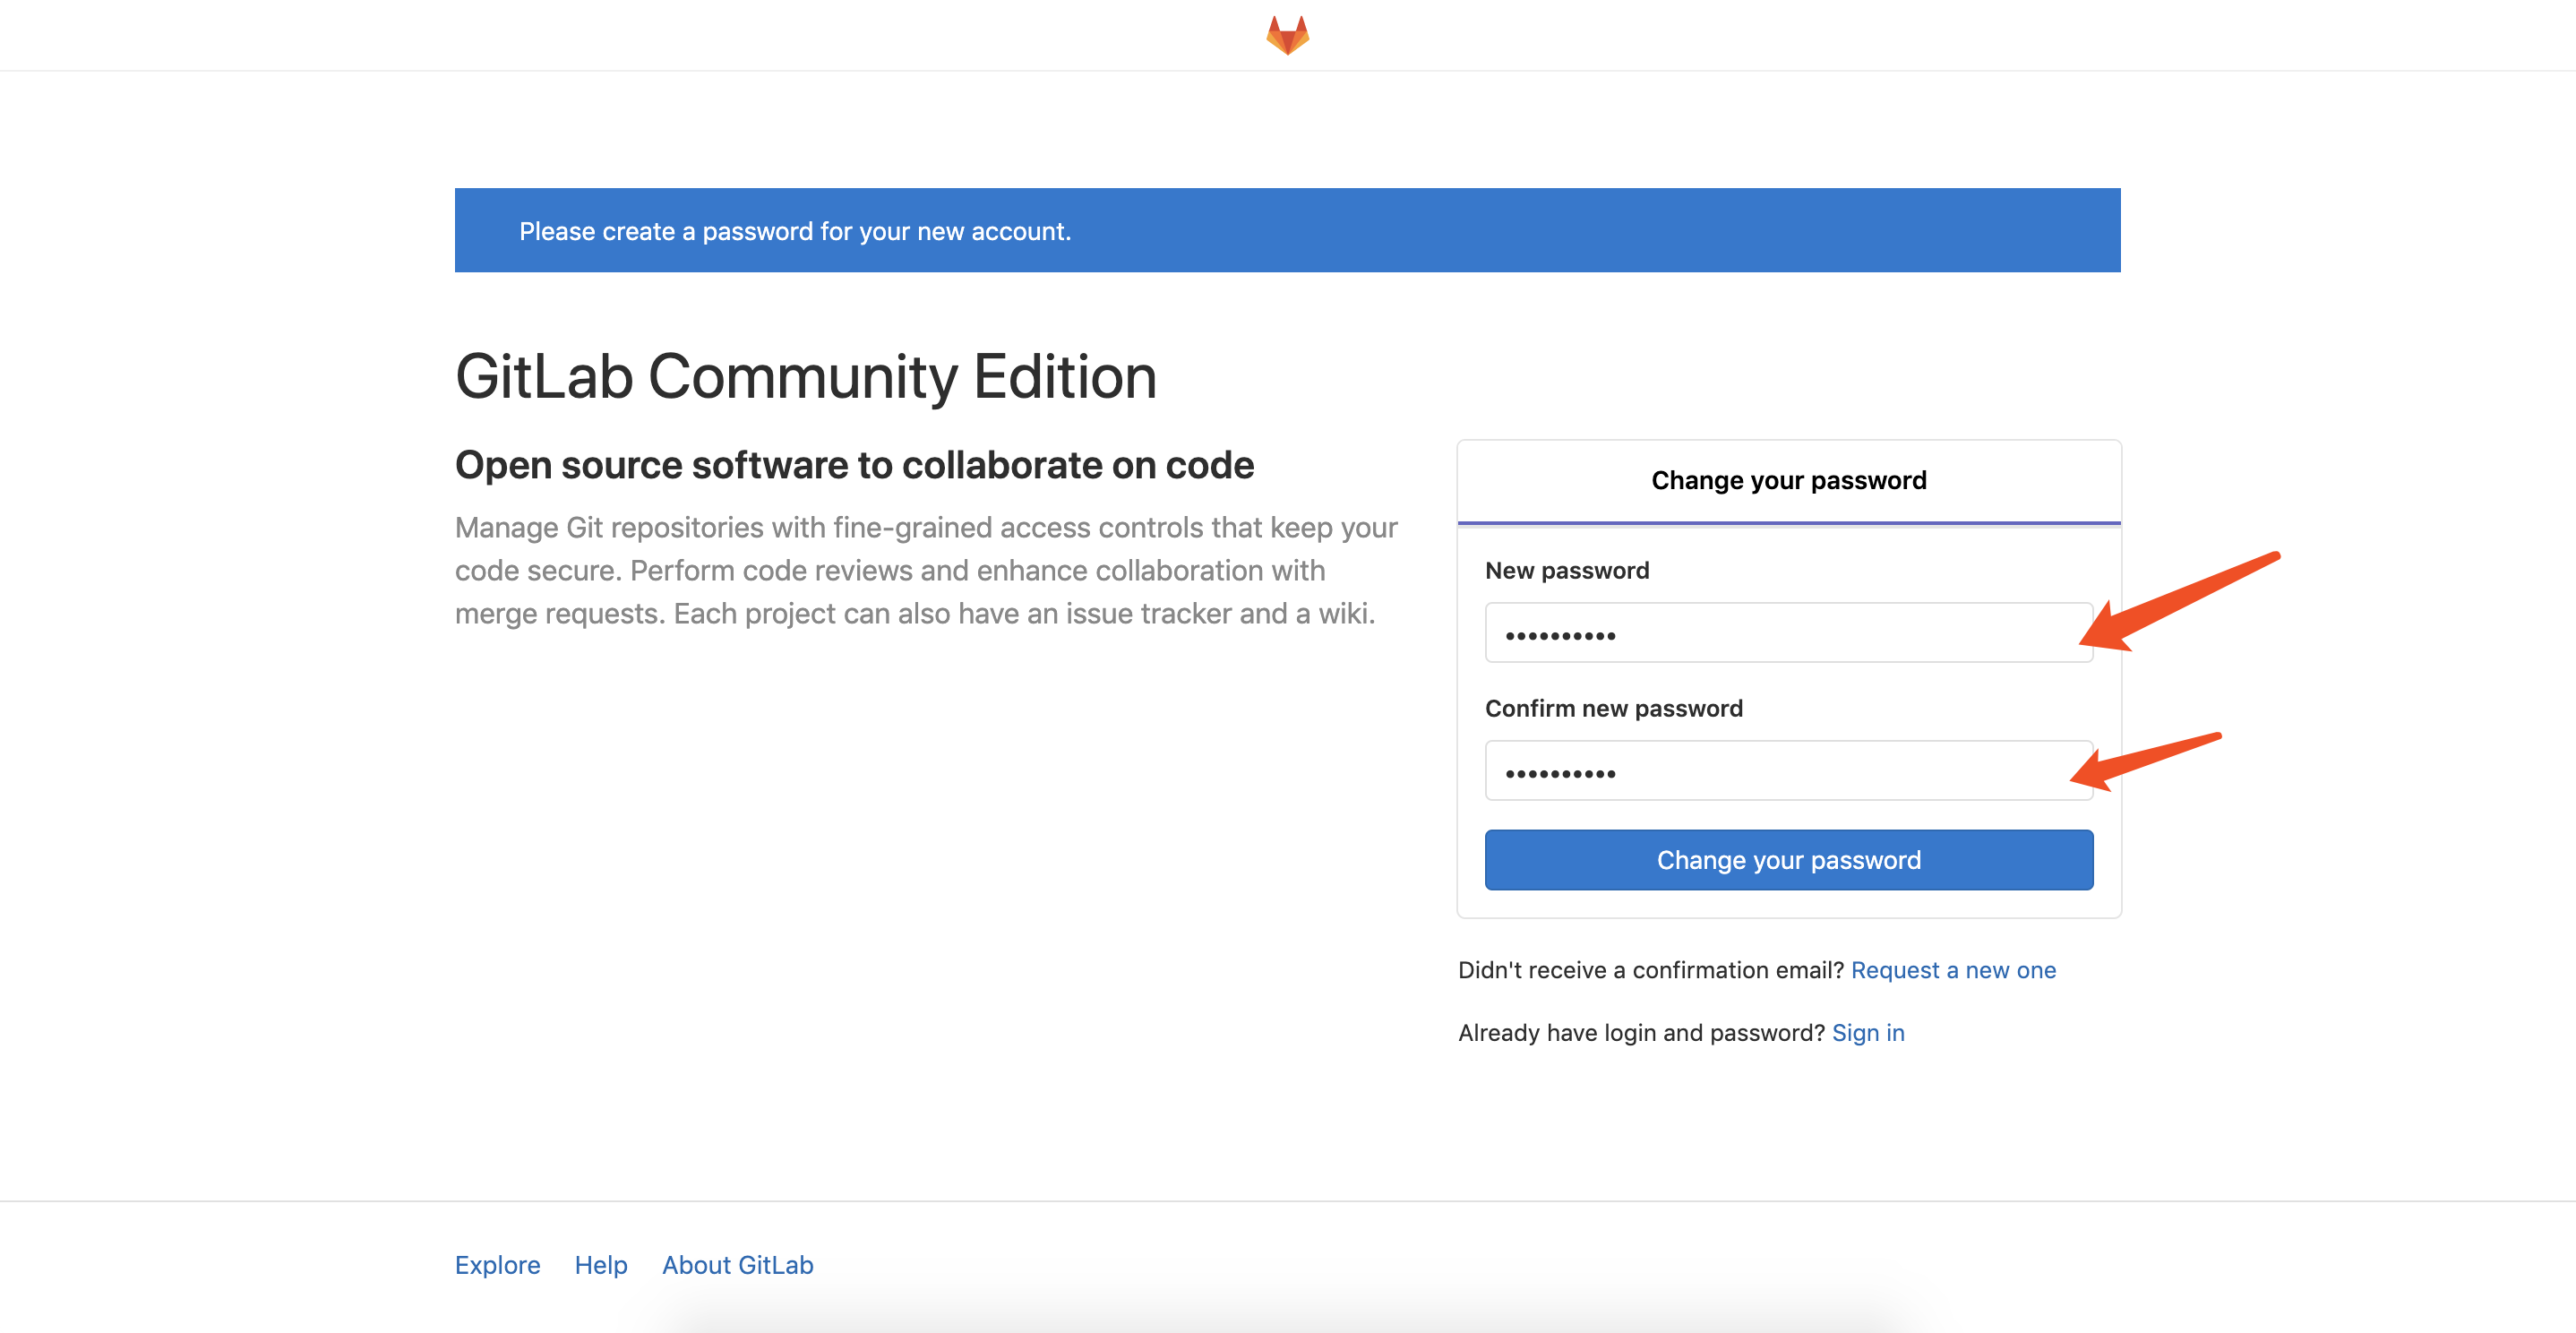 Please create a password for your new account.
GitLab Community Edition
Open source software to collaborate on code
Manage Git repositories with fine-grained access controls that keep your
code secure. Perform code reviews and enhance collaboration with
merge requests. Each project can also have an issue tracker and a wiki.
Change your password
New password
••••••••••
Confirm new password
••••••••••
Change your password
Didn't receive a confirmation email? Request a new one
Already have login and password? Sign in
Explore Help About GitLab